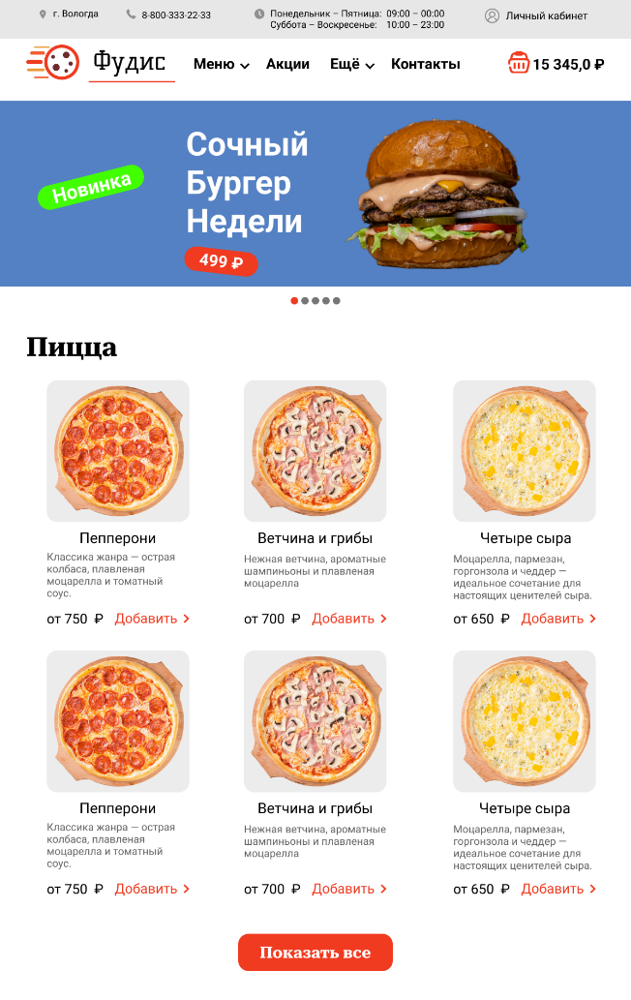 г. Вологда
8-800-333-22-33
Понедельник – Пятница: 09:00 – 00:00
Суббота – Воскресенье: 10:00 – 23:00
Личный кабинет
Фудис
Меню
Акции
Ещё
Контакты
15 345,0 ₽
Новинка
Сочный
Бургер
Недели
499 ₽
Пицца
Пепперони
Классика жанра — острая
колбаса, плавленая
моцарелла и томатный
соус.
от 750 ₽
Добавить
Ветчина и грибы
Нежная ветчина, ароматные
шампиньоны и плавленая
моцарелла
от 700 ₽
Добавить
Четыре сыра
Моцарелла, пармезан,
горгонзола и чеддер —
идеальное сочетание для
настоящих ценителей сыра.
от 650 ₽
Добавить
Пепперони
Классика жанра — острая
колбаса, плавленая
моцарелла и томатный
соус.
от 750 ₽
Добавить
Ветчина и грибы
Нежная ветчина, ароматные
шампиньоны и плавленая
моцарелла
от 700 ₽
Добавить
Четыре сыра
Моцарелла, пармезан,
горгонзола и чеддер —
идеальное сочетание для
настоящих ценителей сыра.
от 650 ₽
Добавить
Показать все